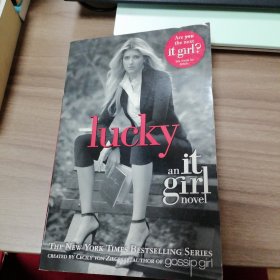 Are you
the next
it girl?
lucky
an it
girl
novel
THE NEW YORK TIMES BESTSELLING SERIES
CREATED BY CECILY VON ZIEGESAR, AUTHOR OF gossip girl